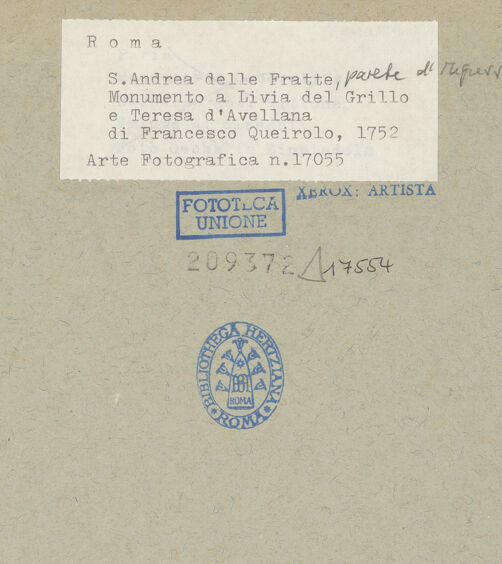 Roma
S.Andrea delle Fratte, parete d'ingress
Monumento a Livia del Grillo
e Teresa d'Avellana
di Francesco Queirolo, 1752
Arte Fotografica n.17055
XEROX: ARTISTA
FOTOTECA
UNIONE
209372 17554
BIBLIOTHECA HERTZIANA
ROMA
ROMA